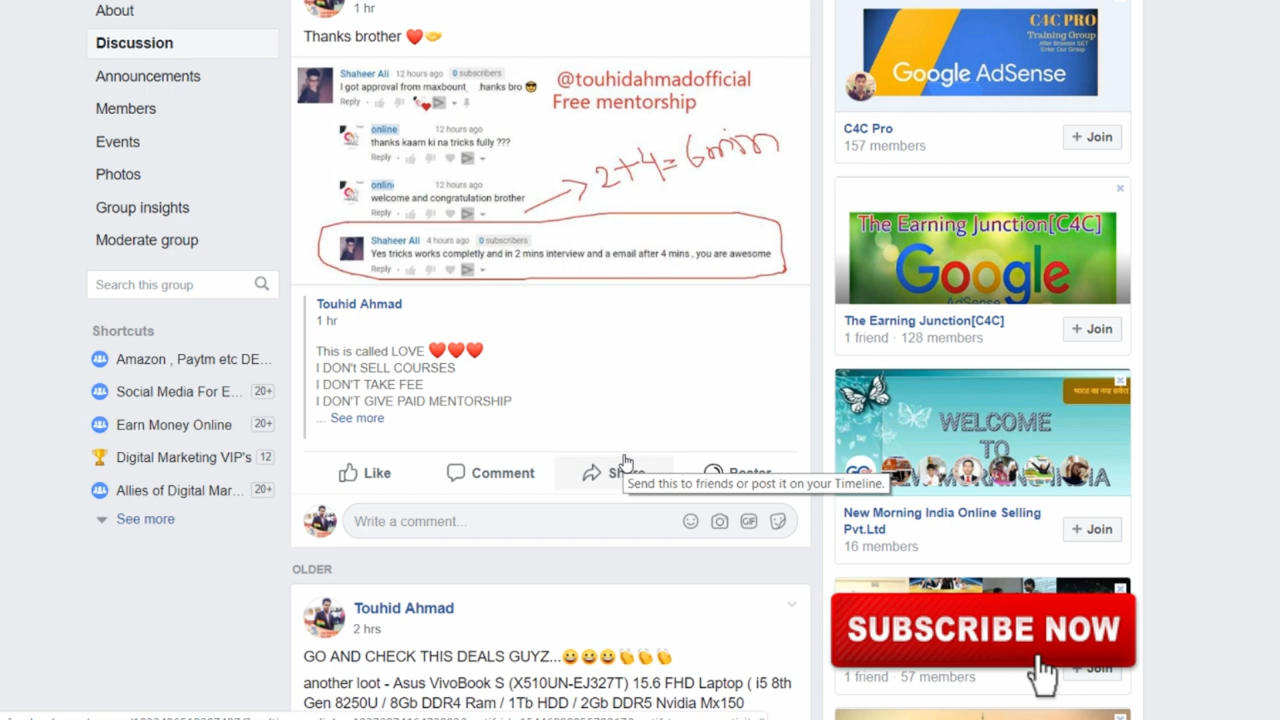 About
Discussion
Announcements
Members
Events
Photos
Group insights
Moderate group
Search this group
Shortcuts
Amazon , Paytm etc DE...
Social Media For E... 20+
Earn Money Online 20+
Digital Marketing VIP's 12
Allies of Digital Mar... 20+
See more
1 hr
Thanks brother ❤️🤝
Shaheer Ali 12 hours ago 0 subscribers
I got approval from maxbount hanks bro 😎
Reply
@touhidahmadofficial
Free mentorship
online 12 hours ago
thanks kaam ki na tricks fully ???
Reply
onlin 12 hours ago
welcome and congratulation brother
Reply
2+4=6min
Shaheer Ali 4 hours ago 0 subscribers
Yes tricks works completly and in 2 mins interview and a email after 4 mins , you are awesome
Reply
Touhid Ahmad
1 hr
This is called LOVE ❤️❤️❤️
I DON't SELL COURSES
I DON'T TAKE FEE
I DON'T GIVE PAID MENTORSHIP
... See more
Like Comment
Send this to friends or post it on your Timeline.
Write a comment...
GIF
OLDER
Touhid Ahmad
2 hrs
GO AND CHECK THIS DEALS GUYZ...😀😀😀👏👏👏
another loot - Asus VivoBook S (X510UN-EJ327T) 15.6 FHD Laptop ( i5 8th
Gen 8250U / 8Gb DDR4 Ram / 1Tb HDD / 2Gb DDR5 Nvidia Mx150
C4C PRO
Training Group
After Browser SET
Enter Our Group
Google AdSense
C4C Pro
157 members
+ Join
The Earning Junction[C4C]
Google
AdSense
The Earning Junction[C4C]
1 friend · 128 members
+ Join
WELCOME
TO
New Morning India Online Selling
Pvt.Ltd
16 members
+ Join
SUBSCRIBE NOW
1 friend · 57 members
Join